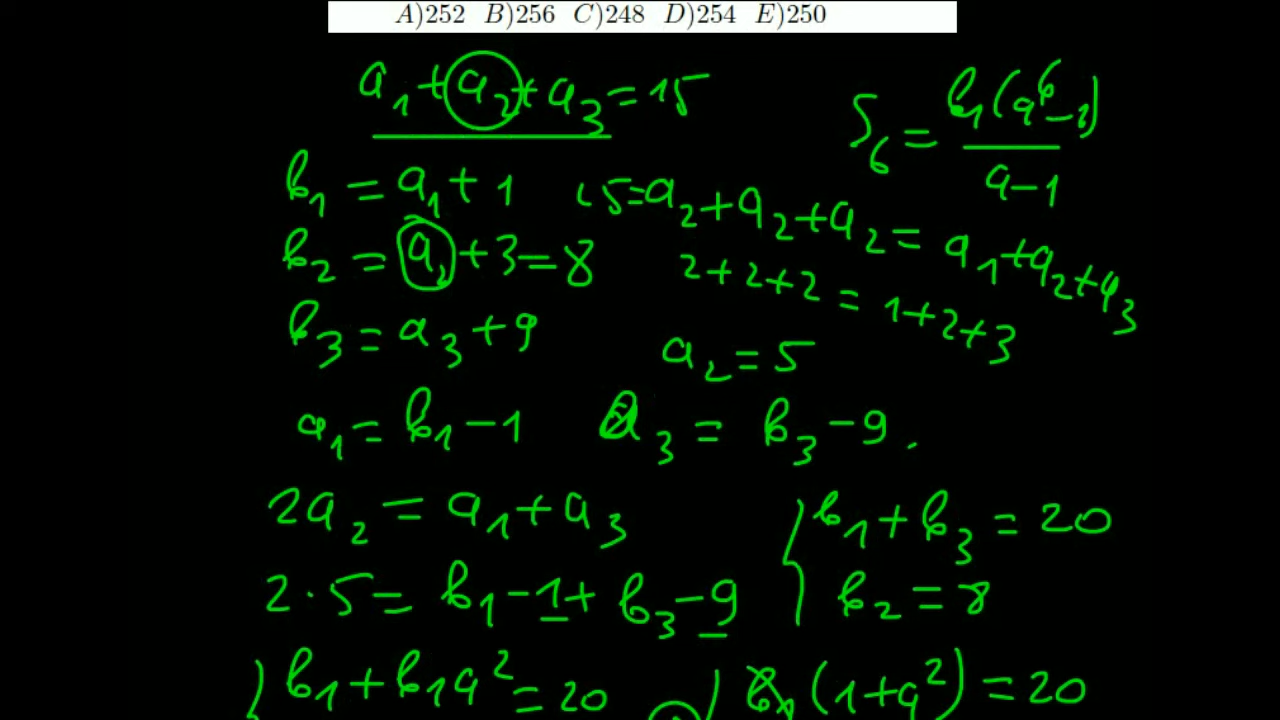 A)252 B)256 C)248 D)254 E)250
a₁+a₂+a₃=15
S₆ = b₁(q⁶-1) / q-1
b₁ = a₁+1
15=a₂+a₂+a₂= a₁+a₂+a₃
b₂ = a₂+3=8
2+2+2 = 1+2+3
b₃ = a₃+9
a₂=5
a₁= b₁-1 a₃ = b₃-9.
2a₂ = a₁+a₃
{ b₁+b₃=20
2·5= b₁-1+ b₃-9
b₂=8
b₁+b₁q²=20
b₁(1+q²)=20